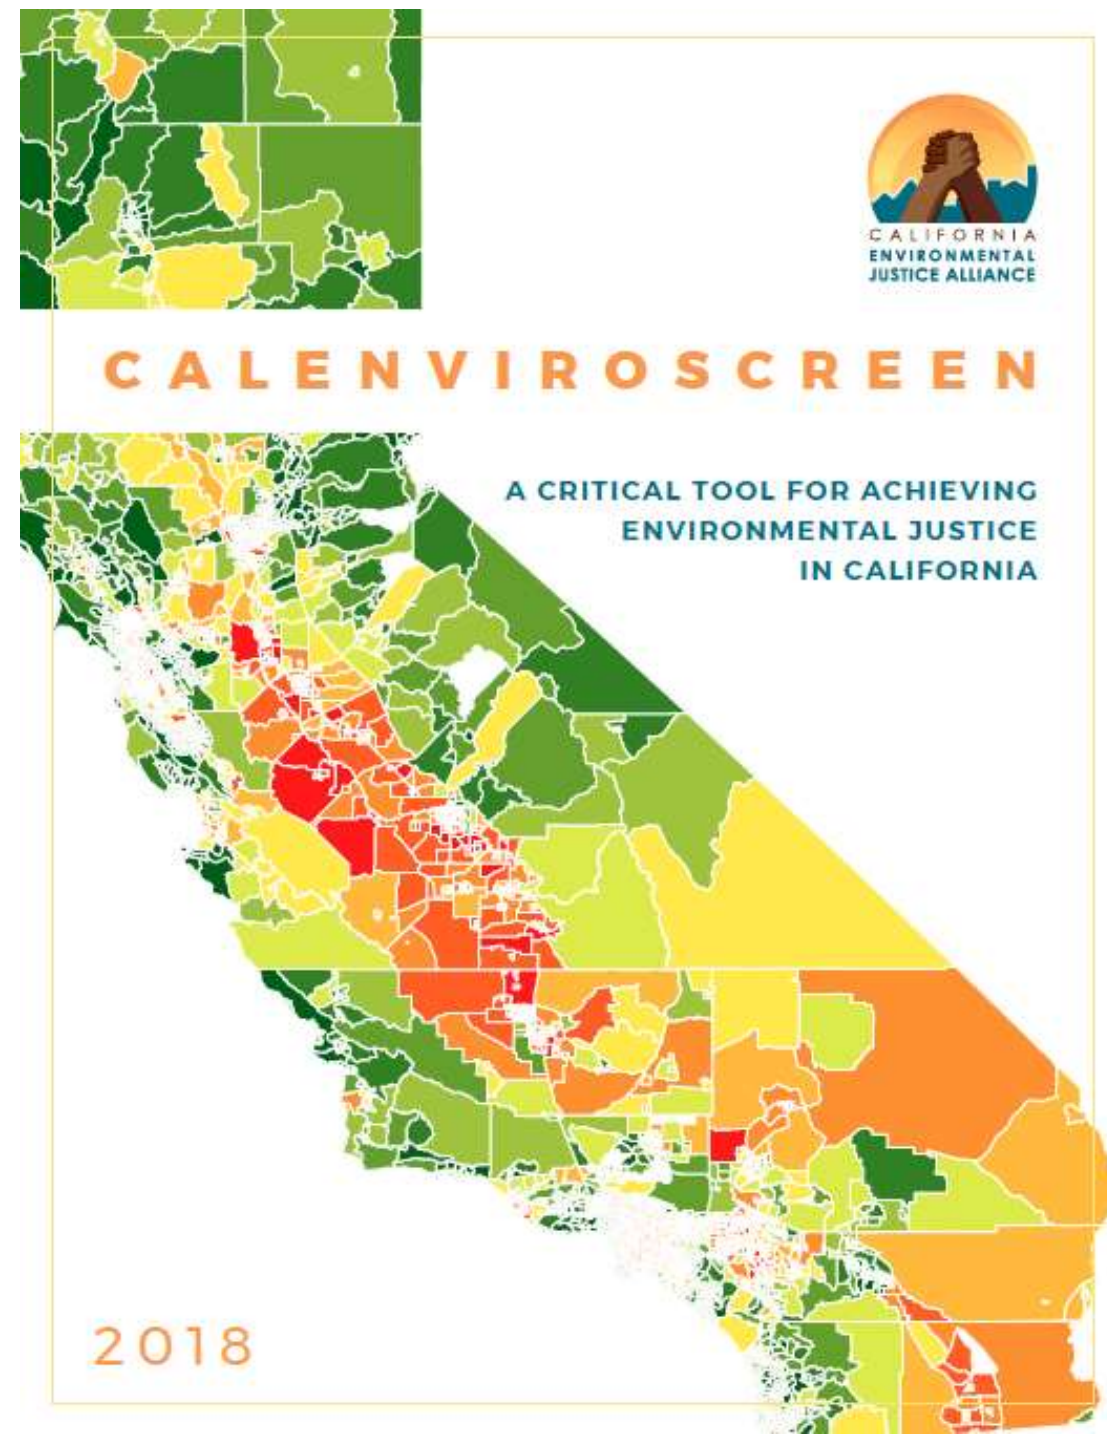 CALIFORNIA
ENVIRONMENTAL
JUSTICE ALLIANCE
CALENVIROSCREEN
A CRITICAL TOOL FOR ACHIEVING
ENVIRONMENTAL JUSTICE
IN CALIFORNIA
2018